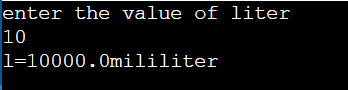 enter the value of liter
10
l=10000.0mililiter